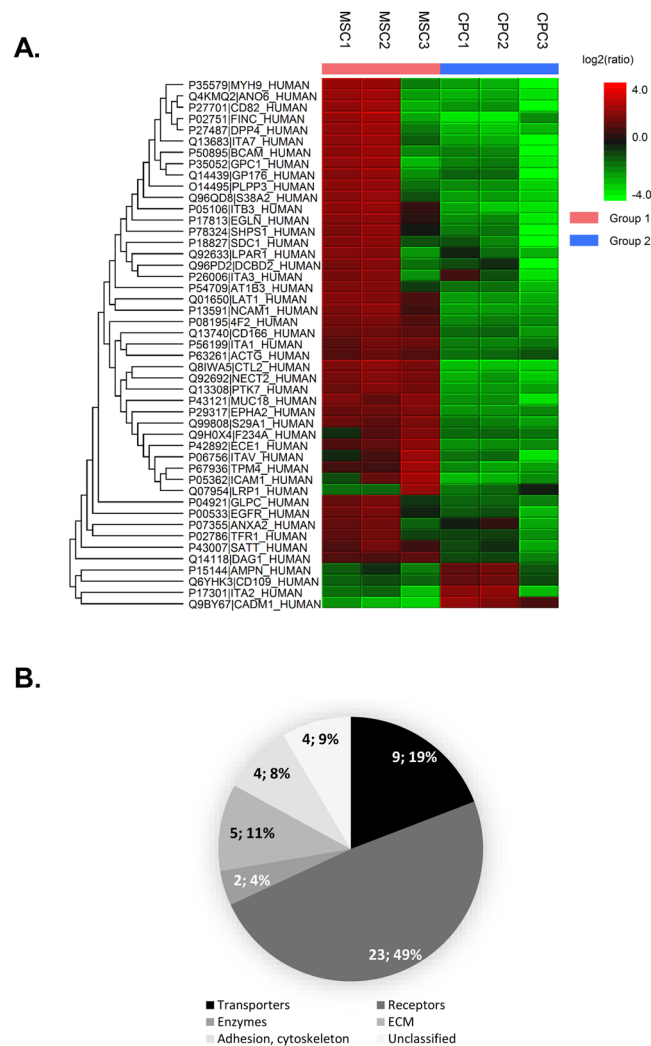 A.
MSC1 MSC2 MSC3 CPC1 CPC2 CPC3
log2(ratio)
4.0
0.0
-4.0
Group 1
Group 2
P35579|MYH9_HUMAN
Q4KMQ2|ANO6_HUMAN
P27701|CD82_HUMAN
P02751|FINC_HUMAN
P27487|DPP4_HUMAN
Q13683|ITA7_HUMAN
P50895|BCAM_HUMAN
P35052|GPC1_HUMAN
Q14439|GP176_HUMAN
O14495|PLPP3_HUMAN
Q96QD8|S38A2_HUMAN
P05106|ITB3_HUMAN
P17813|EGLN_HUMAN
P78324|SHPS1_HUMAN
P18827|SDC1_HUMAN
Q92633|LPAR1_HUMAN
Q96PD2|DCBD2_HUMAN
P26006|ITA3_HUMAN
P54709|AT1B3_HUMAN
Q01650|LAT1_HUMAN
P13591|NCAM1_HUMAN
P08195|4F2_HUMAN
Q13740|CD166_HUMAN
P56199|ITA1_HUMAN
P63261|ACTG_HUMAN
Q8IWA5|CTL2_HUMAN
Q92692|NECT2_HUMAN
Q13308|PTK7_HUMAN
P43121|MUC18_HUMAN
P29317|EPHA2_HUMAN
Q99808|S29A1_HUMAN
Q9H0X4|F234A_HUMAN
P42892|ECE1_HUMAN
P06756|ITAV_HUMAN
P67936|TPM4_HUMAN
P05362|ICAM1_HUMAN
Q07954|LRP1_HUMAN
P04921|GLPC_HUMAN
P00533|EGFR_HUMAN
P07355|ANXA2_HUMAN
P02786|TFR1_HUMAN
P43007|SATT_HUMAN
Q14118|DAG1_HUMAN
P15144|AMPN_HUMAN
Q6YHK3|CD109_HUMAN
P17301|ITA2_HUMAN
Q9BY67|CADM1_HUMAN
B.
4; 9%
9; 19%
4; 8%
5; 11%
2; 4%
23; 49%
Transporters Receptors
Enzymes ECM
Adhesion, cytoskeleton Unclassified